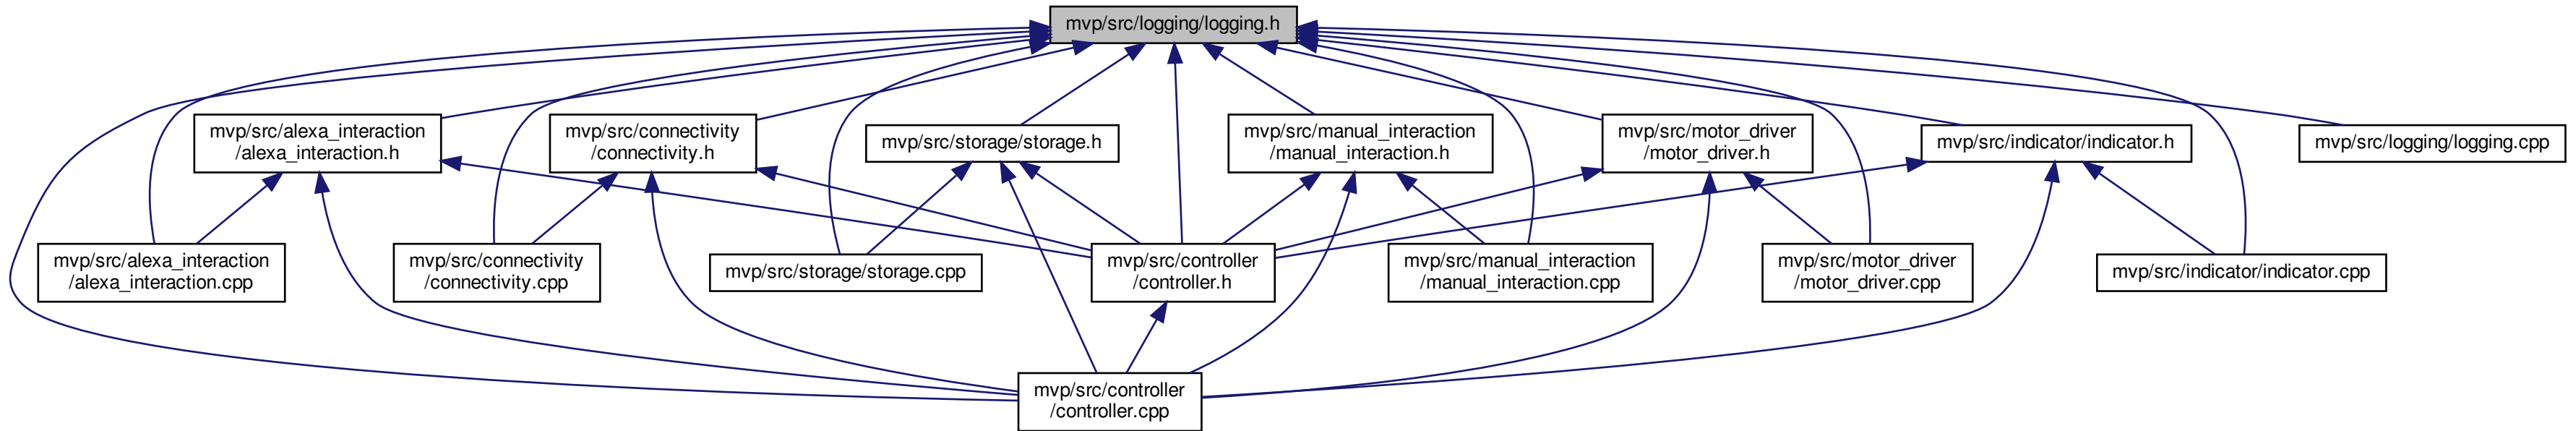 mvp/src/logging/logging.h
mvp/src/alexa_interaction
/alexa_interaction.h
mvp/src/connectivity
/connectivity.h
mvp/src/storage/storage.h
mvp/src/manual_interaction
/manual_interaction.h
mvp/src/motor_driver
/motor_driver.h
mvp/src/indicator/indicator.h
mvp/src/logging/logging.cpp
mvp/src/alexa_interaction
/alexa_interaction.cpp
mvp/src/connectivity
/connectivity.cpp
mvp/src/storage/storage.cpp
mvp/src/controller
/controller.h
mvp/src/manual_interaction
/manual_interaction.cpp
mvp/src/motor_driver
/motor_driver.cpp
mvp/src/indicator/indicator.cpp
mvp/src/controller
/controller.cpp